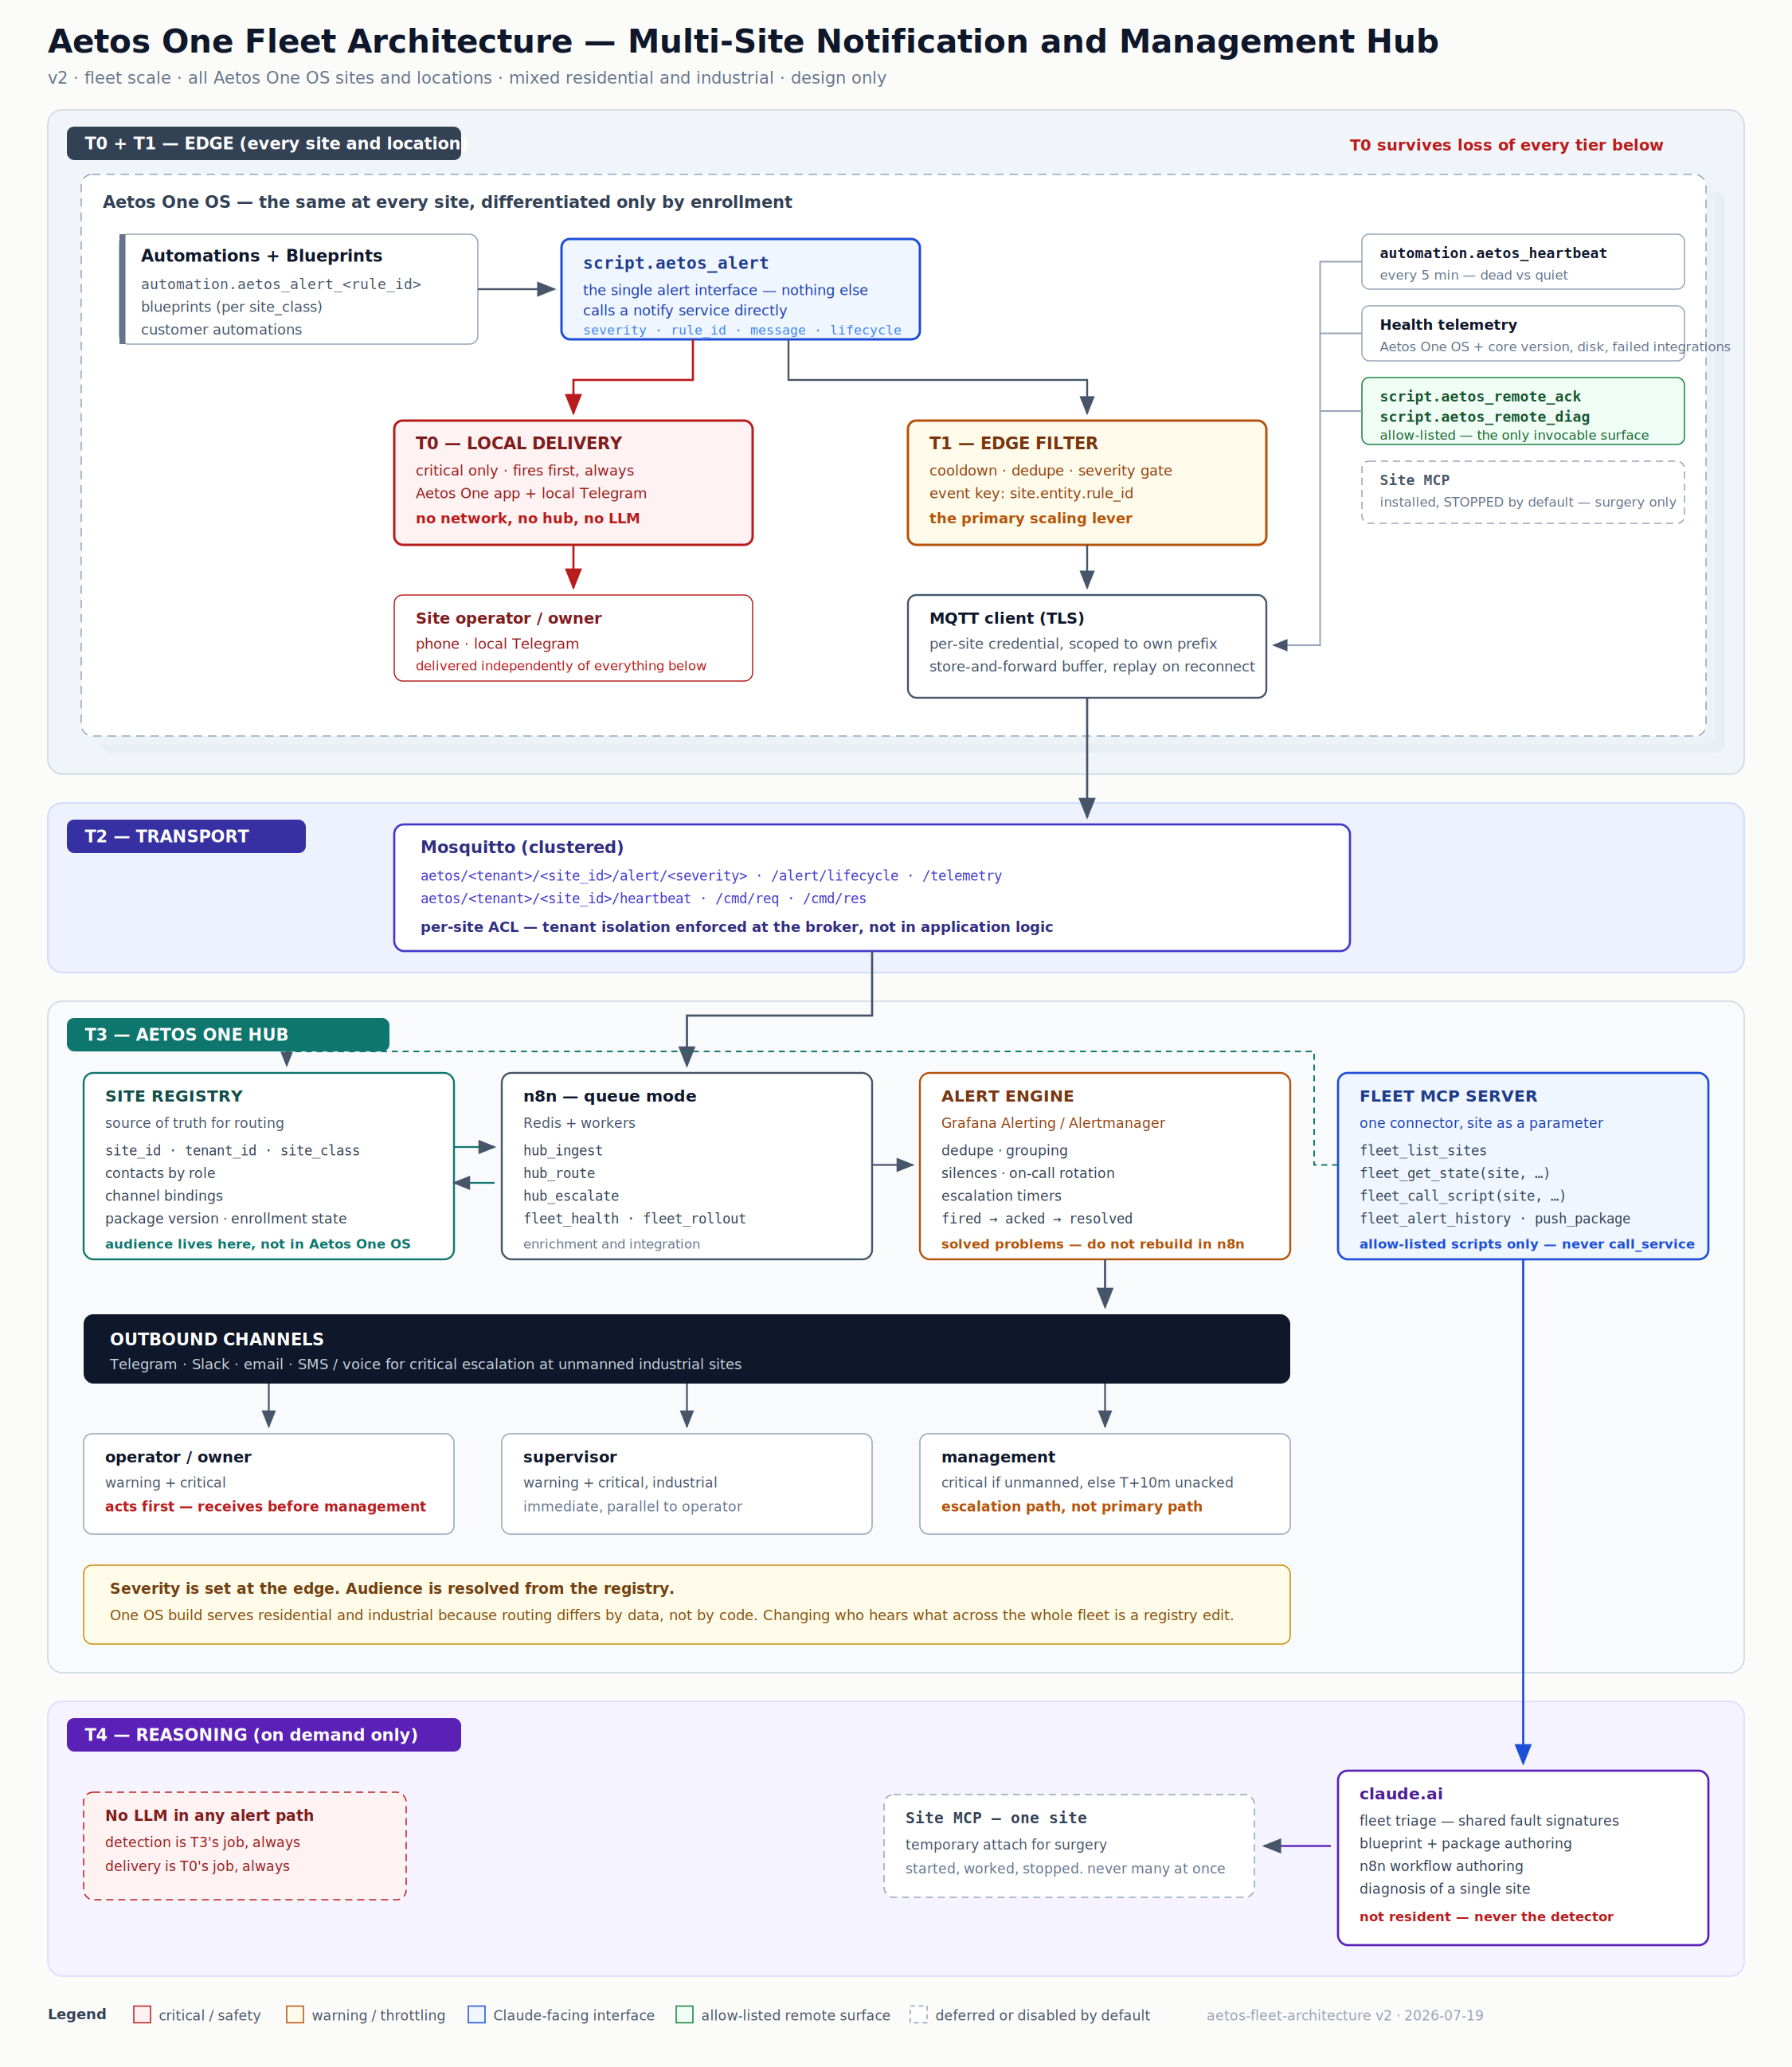 Aetos One Fleet Architecture — Multi-Site Notification and Management Hub
v2 · fleet scale · all Aetos One OS sites and locations · mixed residential and industrial · design only
T0 + T1 — EDGE (every site and location)
T0 survives loss of every tier below
Aetos One OS — the same at every site, differentiated only by enrollment
Automations + Blueprints
automation.aetos_alert_<rule_id>
blueprints (per site_class)
customer automations
script.aetos_alert
the single alert interface — nothing else
calls a notify service directly
severity · rule_id · message · lifecycle
automation.aetos_heartbeat
every 5 min — dead vs quiet
Health telemetry
Aetos One OS + core version, disk, failed integrations
script.aetos_remote_ack
script.aetos_remote_diag
allow-listed — the only invocable surface
Site MCP
installed, STOPPED by default — surgery only
T0 — LOCAL DELIVERY
critical only · fires first, always
Aetos One app + local Telegram
no network, no hub, no LLM
T1 — EDGE FILTER
cooldown · dedupe · severity gate
event key: site.entity.rule_id
the primary scaling lever
Site operator / owner
phone · local Telegram
delivered independently of everything below
MQTT client (TLS)
per-site credential, scoped to own prefix
store-and-forward buffer, replay on reconnect
T2 — TRANSPORT
Mosquitto (clustered)
aetos/<tenant>/<site_id>/alert/<severity> · /alert/lifecycle · /telemetry
aetos/<tenant>/<site_id>/heartbeat · /cmd/req · /cmd/res
per-site ACL — tenant isolation enforced at the broker, not in application logic
T3 — AETOS ONE HUB
SITE REGISTRY
source of truth for routing
site_id · tenant_id · site_class
contacts by role
channel bindings
package version · enrollment state
audience lives here, not in Aetos One OS
n8n — queue mode
Redis + workers
hub_ingest
hub_route
hub_escalate
fleet_health · fleet_rollout
enrichment and integration
ALERT ENGINE
Grafana Alerting / Alertmanager
dedupe · grouping
silences · on-call rotation
escalation timers
fired → acked → resolved
solved problems — do not rebuild in n8n
FLEET MCP SERVER
one connector, site as a parameter
fleet_list_sites
fleet_get_state(site, …)
fleet_call_script(site, …)
fleet_alert_history · push_package
allow-listed scripts only — never call_service
OUTBOUND CHANNELS
Telegram · Slack · email · SMS / voice for critical escalation at unmanned industrial sites
operator / owner
warning + critical
acts first — receives before management
supervisor
warning + critical, industrial
immediate, parallel to operator
management
critical if unmanned, else T+10m unacked
escalation path, not primary path
Severity is set at the edge. Audience is resolved from the registry.
One OS build serves residential and industrial because routing differs by data, not by code. Changing who hears what across the whole fleet is a registry edit.
T4 — REASONING (on demand only)
No LLM in any alert path
detection is T3's job, always
delivery is T0's job, always
Site MCP — one site
temporary attach for surgery
started, worked, stopped. never many at once
claude.ai
fleet triage — shared fault signatures
blueprint + package authoring
n8n workflow authoring
diagnosis of a single site
not resident — never the detector
Legend
critical / safety
warning / throttling
Claude-facing interface
allow-listed remote surface
deferred or disabled by default
aetos-fleet-architecture v2 · 2026-07-19